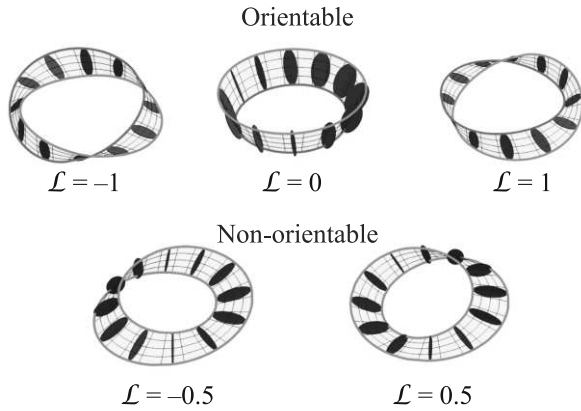 Orientable
ℒ = –1
ℒ = 0
ℒ = 1
Non-orientable
ℒ = –0.5
ℒ = 0.5